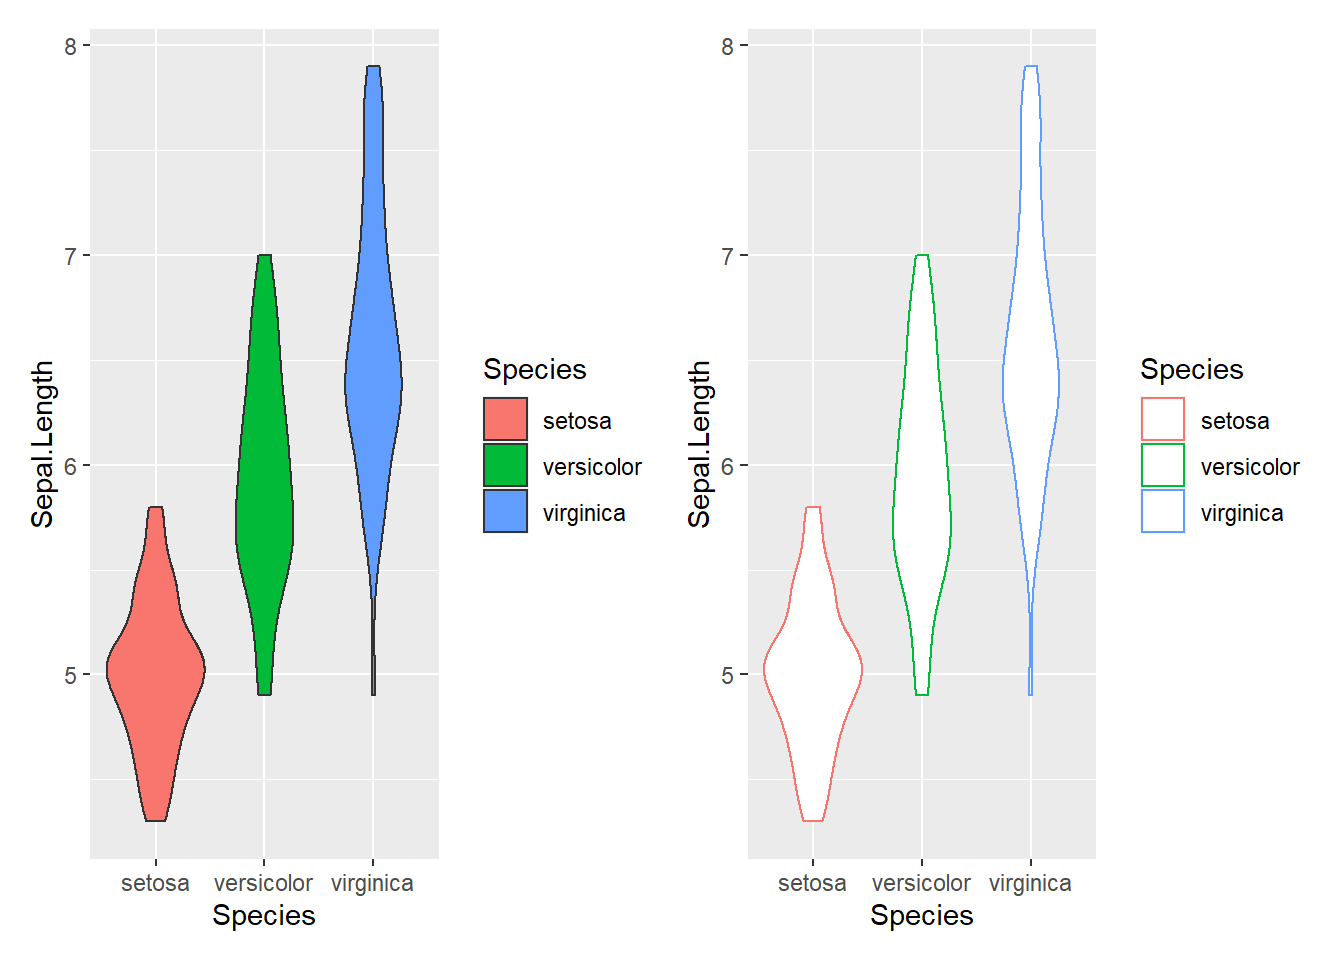 Sepal.Length
8
7
6
5
setosa versicolor virginica
Species
Species
setosa
versicolor
virginica
Sepal.Length
8
7
6
5
setosa versicolor virginica
Species
Species
setosa
versicolor
virginica